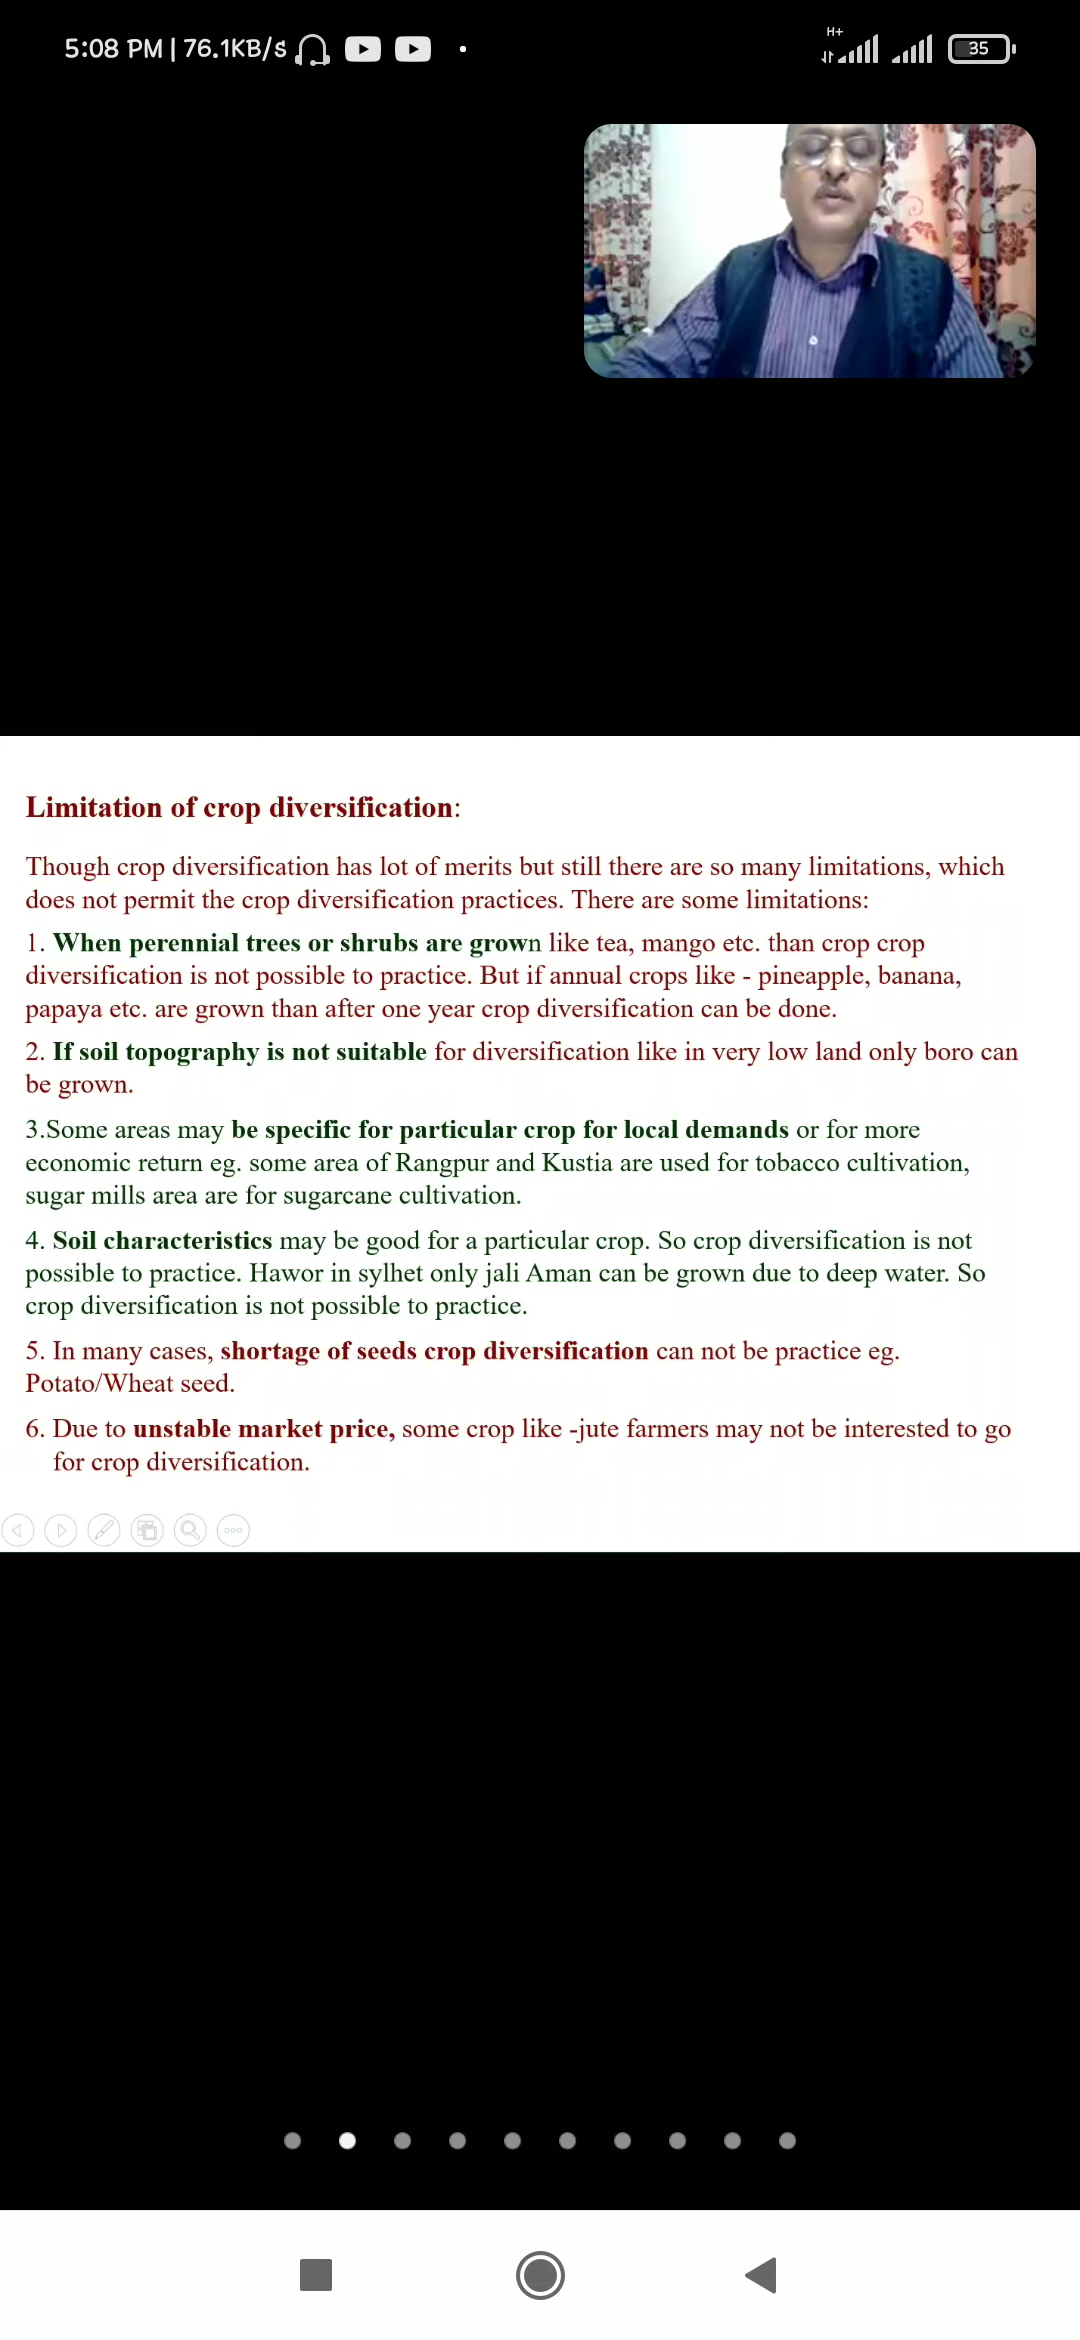 5:08 PM | 76.1KB/s
H+
35
Limitation of crop diversification:
Though crop diversification has lot of merits but still there are so many limitations, which
does not permit the crop diversification practices. There are some limitations:
1. When perennial trees or shrubs are grown like tea, mango etc. than crop crop
diversification is not possible to practice. But if annual crops like - pineapple, banana,
papaya etc. are grown than after one year crop diversification can be done.
2. If soil topography is not suitable for diversification like in very low land only boro can
be grown.
3.Some areas may be specific for particular crop for local demands or for more
economic return eg. some area of Rangpur and Kustia are used for tobacco cultivation,
sugar mills area are for sugarcane cultivation.
4. Soil characteristics may be good for a particular crop. So crop diversification is not
possible to practice. Hawor in sylhet only jali Aman can be grown due to deep water. So
crop diversification is not possible to practice.
5. In many cases, shortage of seeds crop diversification can not be practice eg.
Potato/Wheat seed.
6. Due to unstable market price, some crop like -jute farmers may not be interested to go
for crop diversification.